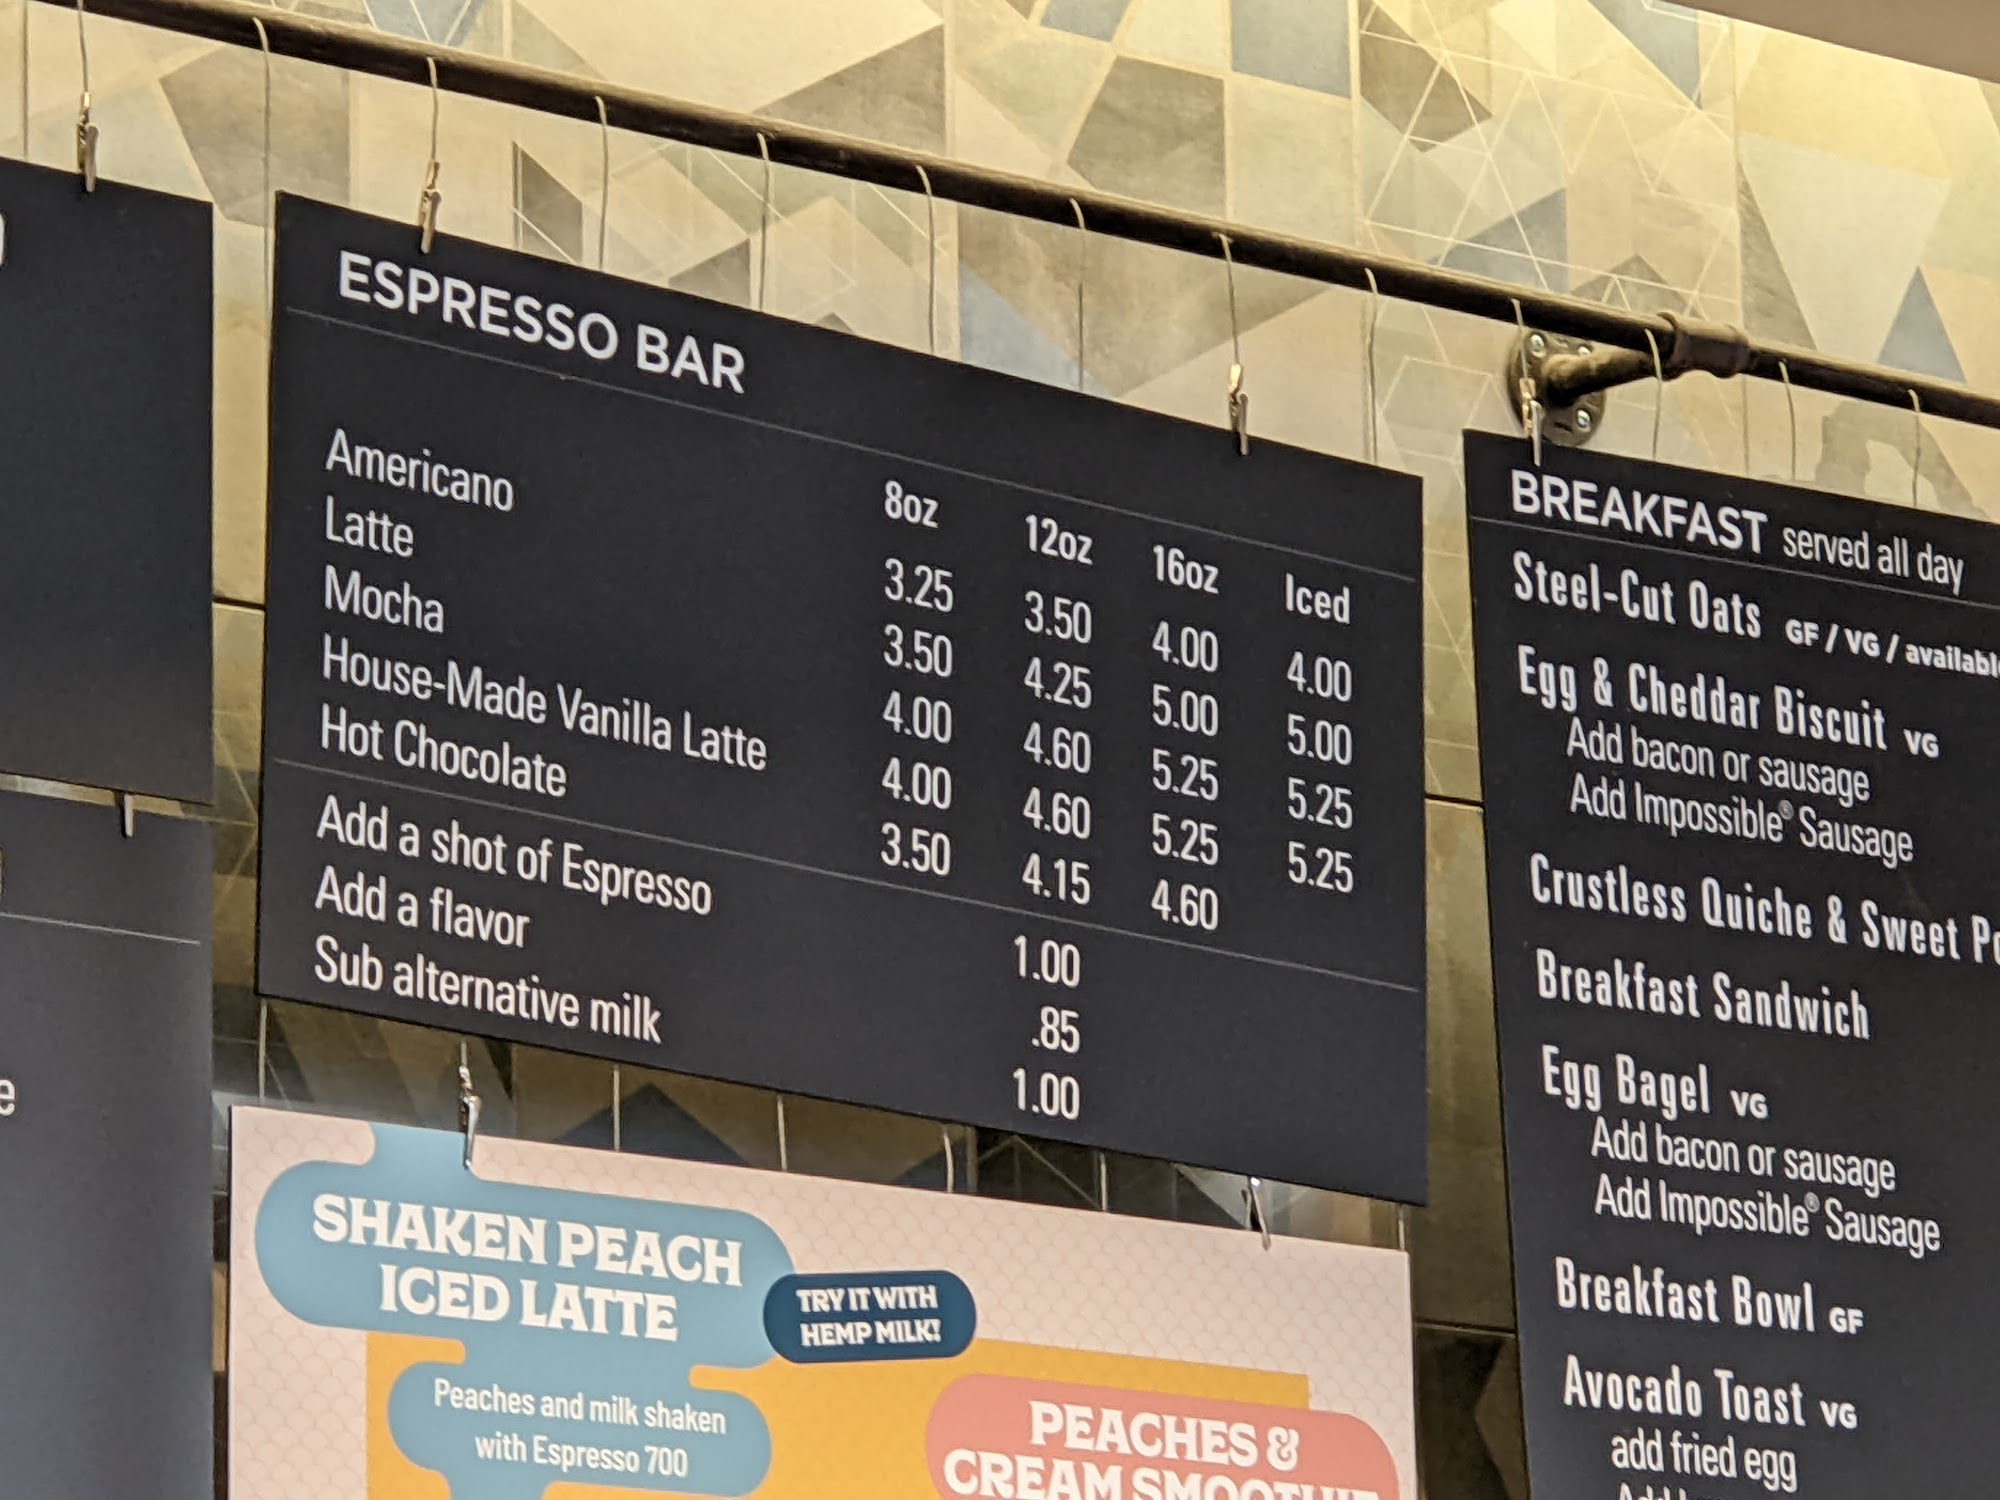 ESPRESSO BAR
8oz 12oz 16oz Iced
Americano 3.25 3.50 4.00 4.00
Latte 3.50 4.25 5.00 5.00
Mocha 4.00 4.60 5.25 5.25
House-Made Vanilla Latte 4.00 4.60 5.25 5.25
Hot Chocolate 3.50 4.15 4.60
Add a shot of Espresso 1.00
Add a flavor .85
Sub alternative milk 1.00
SHAKEN PEACH
ICED LATTE
TRY IT WITH
HEMP MILK!
Peaches and milk shaken
with Espresso 700
PEACHES &
CREAM SMOOTHIE
BREAKFAST served all day
Steel-Cut Oats GF / VG / available
Egg & Cheddar Biscuit VG
Add bacon or sausage
Add Impossible® Sausage
Crustless Quiche & Sweet
Breakfast Sandwich
Egg Bagel VG
Add bacon or sausage
Add Impossible® Sausage
Breakfast Bowl GF
Avocado Toast VG
add fried egg